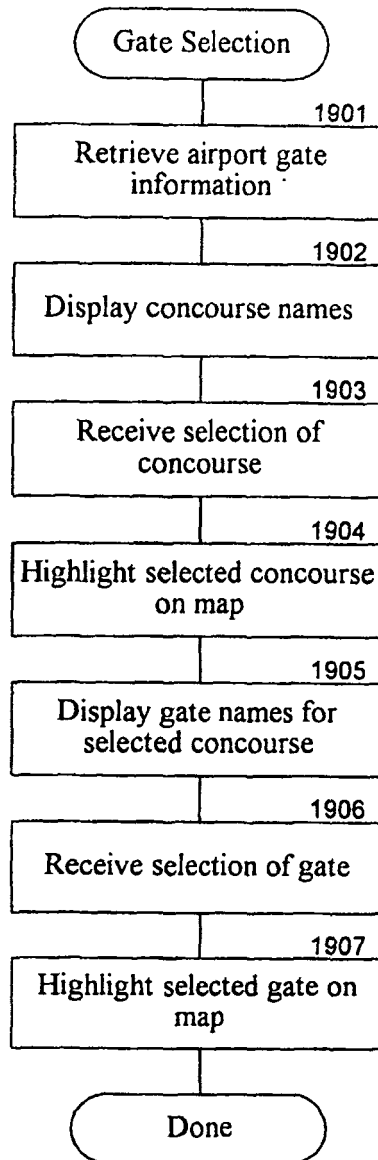 Gate Selection
1901
Retrieve airport gate
information
1902
Display concourse names
1903
Receive selection of
concourse
1904
Highlight selected concourse
on map
1905
Display gate names for
selected concourse
1906
Receive selection of gate
1907
Highlight selected gate on
map
Done